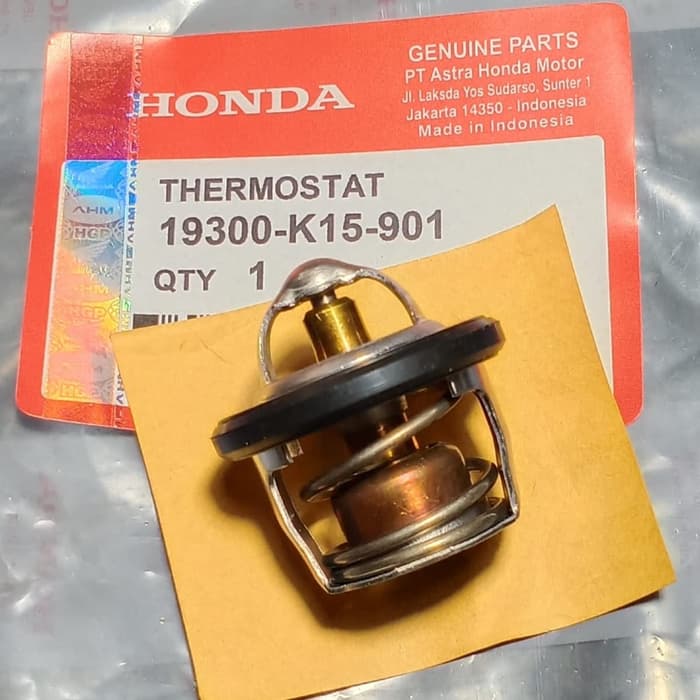 HONDA
GENUINE PARTS
PT Astra Honda Motor
Jl. Laksda Yos Sudarso, Sunter 1
Jakarta 14350 - Indonesia
Made in Indonesia
THERMOSTAT
19300-K15-901
QTY 1
AHM
HGP